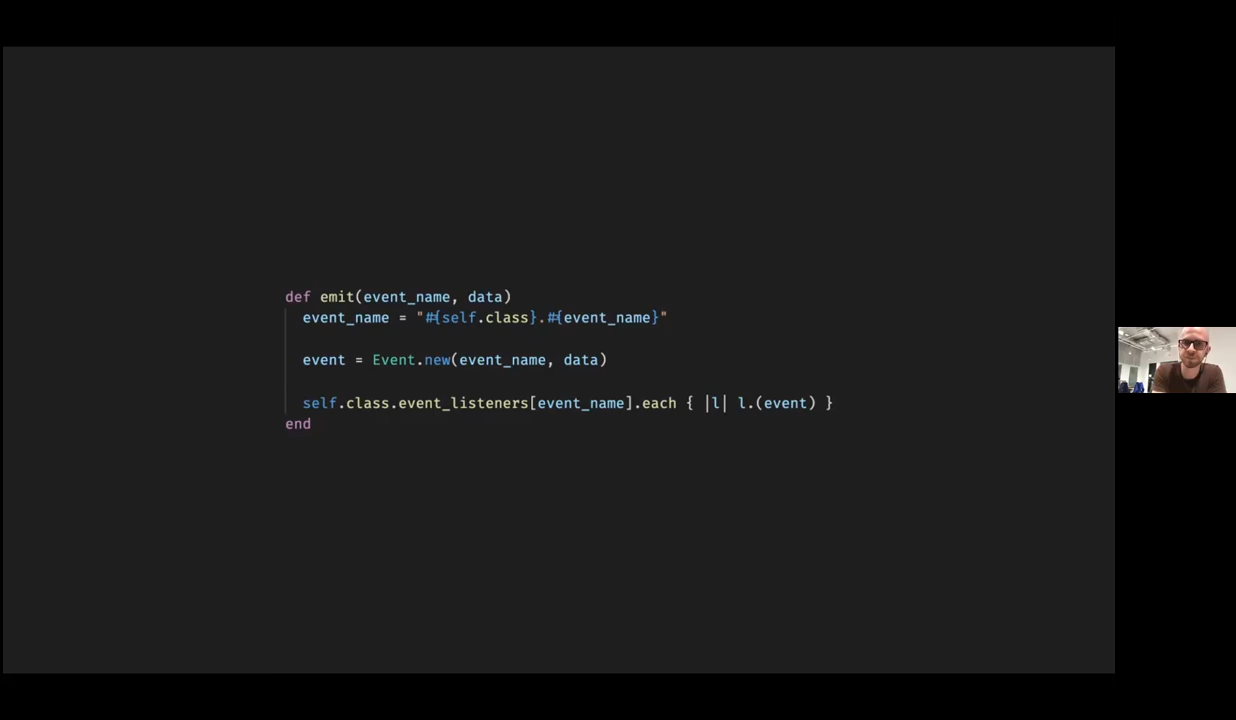 def emit(event_name, data)
  event_name = "#{self.class}.#{event_name}"
  event = Event.new(event_name, data)
  self.class.event_listeners[event_name].each { |l| l.(event) }
end